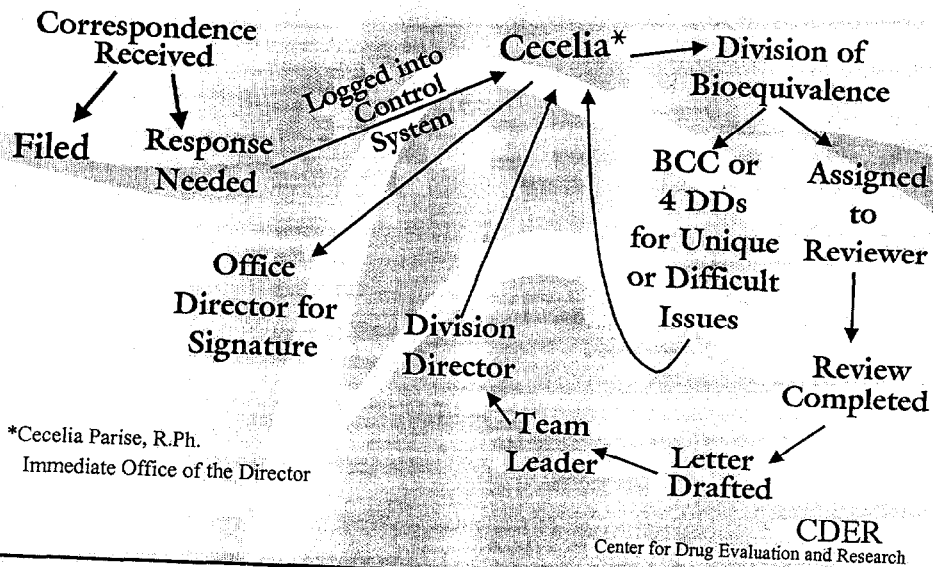 Correspondence
Received
Filed
Response
Needed
Logged into
Control
System
Cecelia*
Division of
Bioequivalence
BCC or
4 DDs
for Unique
or Difficult
Issues
Assigned
to
Reviewer
Review
Completed
Letter
Drafted
Team
Leader
Division
Director
Office
Director for
Signature
*Cecelia Parise, R.Ph.
Immediate Office of the Director
CDER
Center for Drug Evaluation and Research